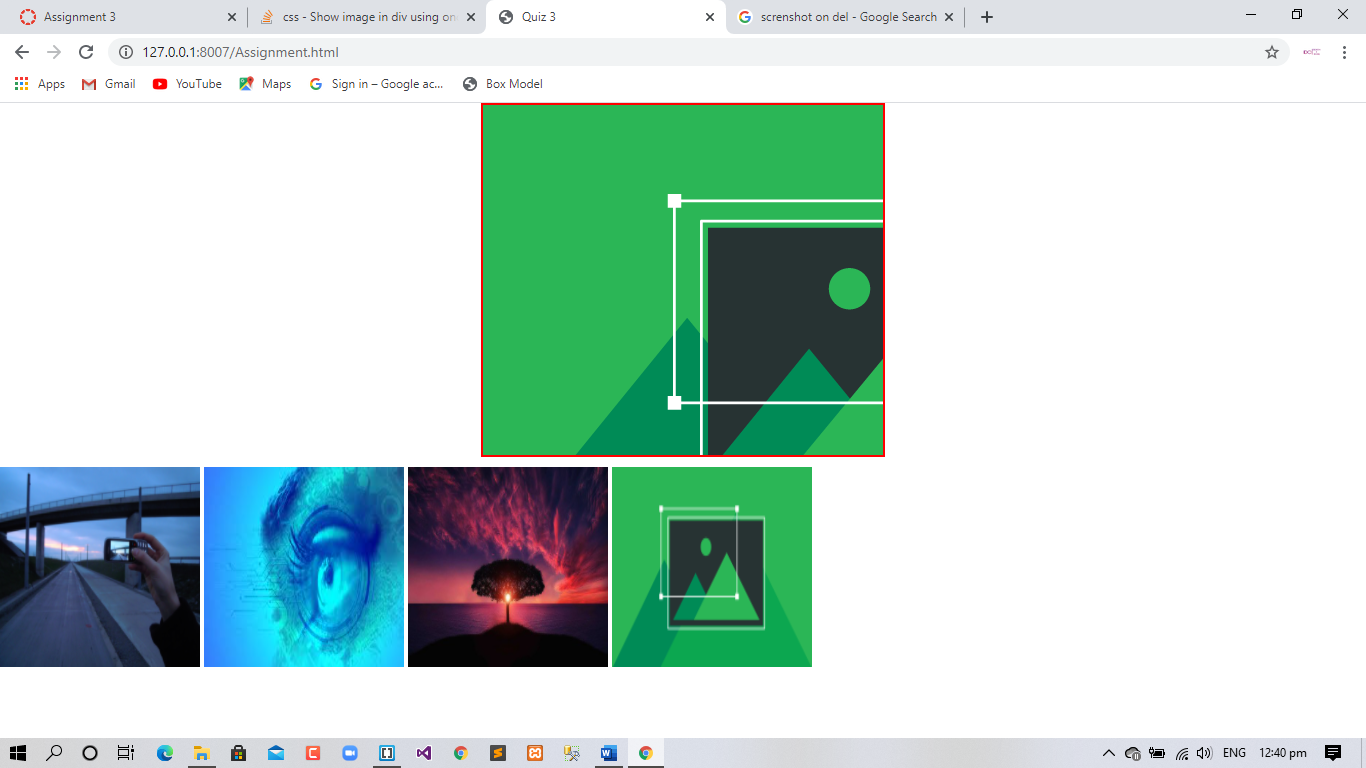 Assignment 3
css - Show image in div using on
Quiz 3
screnshot on del - Google Search
127.0.0.1:8007/Assignment.html
Apps
Gmail
YouTube
Maps
Sign in – Google ac...
Box Model
ENG
12:40 pm